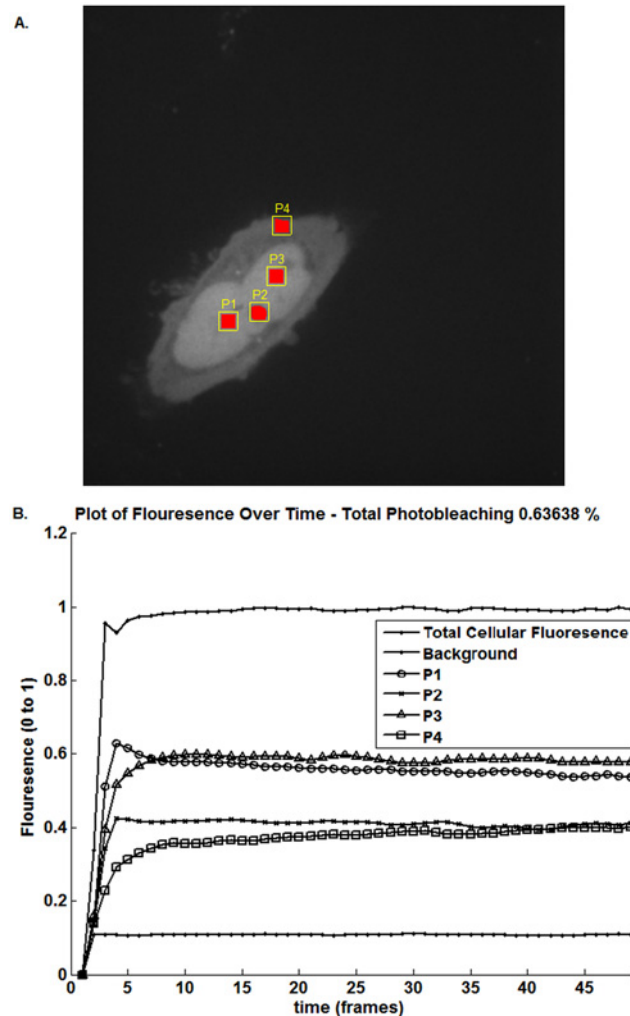 A.
P4
P3
P2
P1
B. Plot of Flouresence Over Time - Total Photobleaching 0.63638 %
1.2
1
0.8
0.6
0.4
0.2
0
Flouresence (0 to 1)
Total Cellular Fluoresence
Background
P1
P2
P3
P4
0 5 10 15 20 25 30 35 40 45
time (frames)